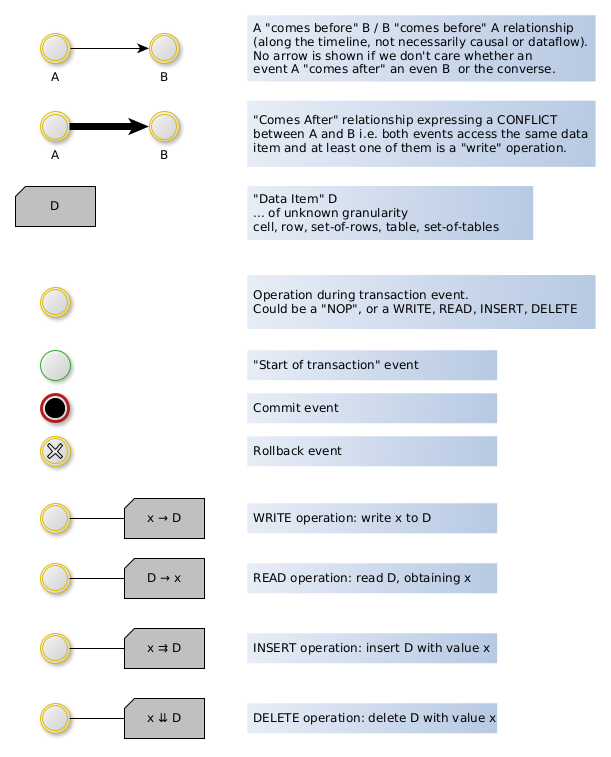 A "comes before" B / B "comes before" A relationship
(along the timeline, not necessarily causal or dataflow).
No arrow is shown if we don't care whether an
event A "comes after" an even B  or the converse.
A
B
"Comes After" relationship expressing a CONFLICT
between A and B i.e. both events access the same data
item and at least one of them is a "write" operation.
A
B
D
"Data Item" D
... of unknown granularity
cell, row, set-of-rows, table, set-of-tables
Operation during transaction event.
Could be a "NOP", or a WRITE, READ, INSERT, DELETE
"Start of transaction" event
Commit event
Rollback event
x → D
WRITE operation: write x to D
D → x
READ operation: read D, obtaining x
x ⇉ D
INSERT operation: insert D with value x
x ⇊ D
DELETE operation: delete D with value x